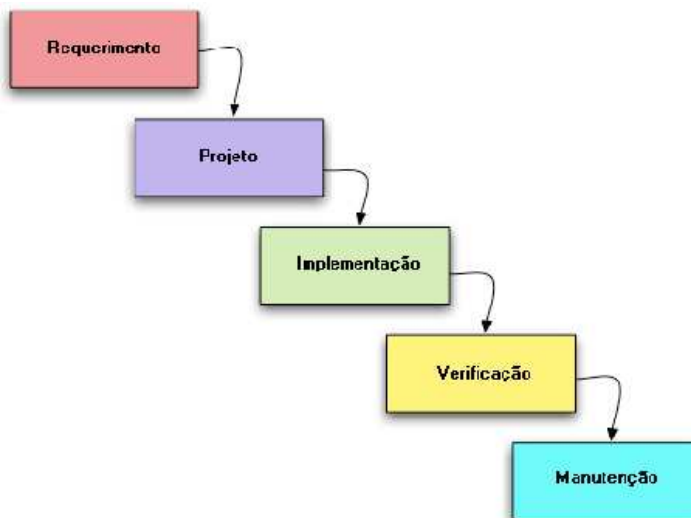 Requerimento
Projeto
Implementação
Verificação
Manutenção